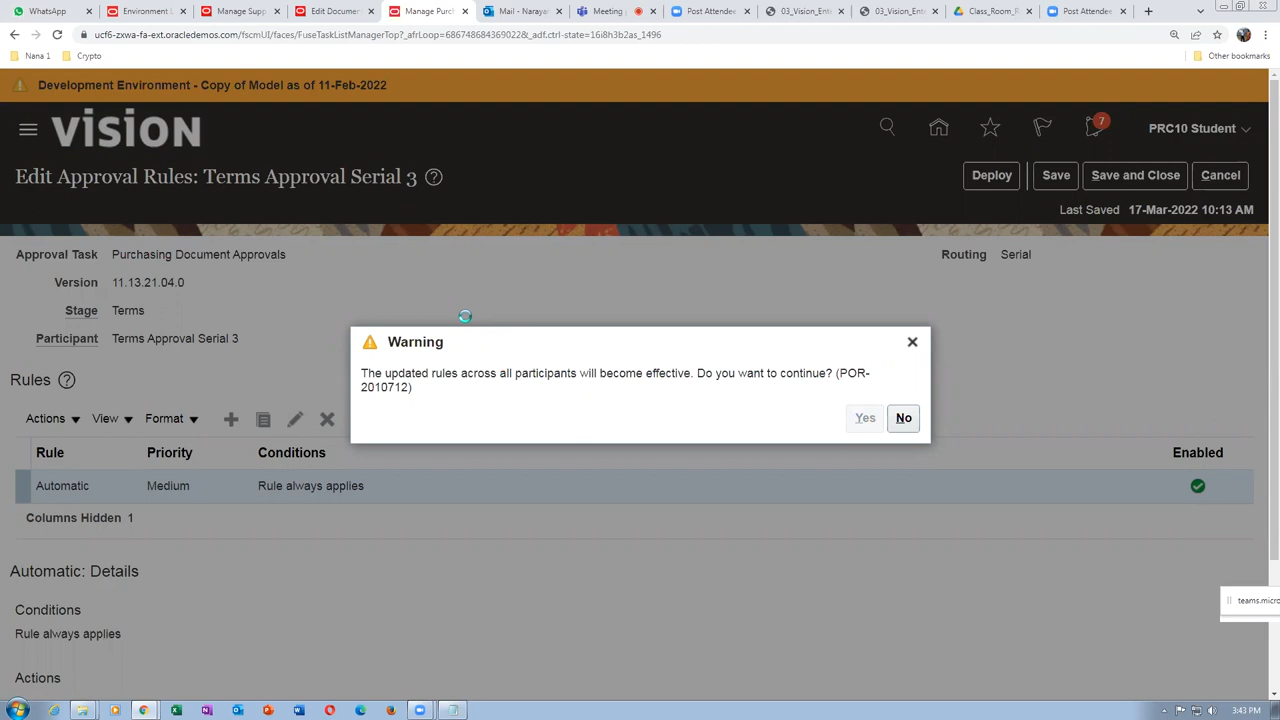 WhatsApp
Environment
Manage Supp
Edit Documen
Manage Purch
Mail - Narayan
Meeting
Post Attende
03_Vision_Ent
03_Vision_Ent
Class_Room_R
Post Attende
ucf6-zxwa-fa-ext.oracledemos.com/fscmUI/faces/FuseTaskListManagerTop?_afrLoop=68674868436902&_adf.ctrl-state=16i8h3b2as_1496
Nana 1
Crypto
Other bookmarks
Development Environment - Copy of Model as of 11-Feb-2022
VISION
7
PRC10 Student
Edit Approval Rules: Terms Approval Serial 3
Deploy
Save
Save and Close
Cancel
Last Saved 17-Mar-2022 10:13 AM
Approval Task Purchasing Document Approvals
Routing Serial
Version 11.13.21.04.0
Stage Terms
Participant Terms Approval Serial 3
Warning
The updated rules across all participants will become effective. Do you want to continue? (POR-
2010712)
Yes
No
Rules
Actions
View
Format
Rule Priority Conditions Enabled
Automatic Medium Rule always applies
Columns Hidden 1
Automatic: Details
Conditions
Rule always applies
Actions
teams.micro
3:43 PM